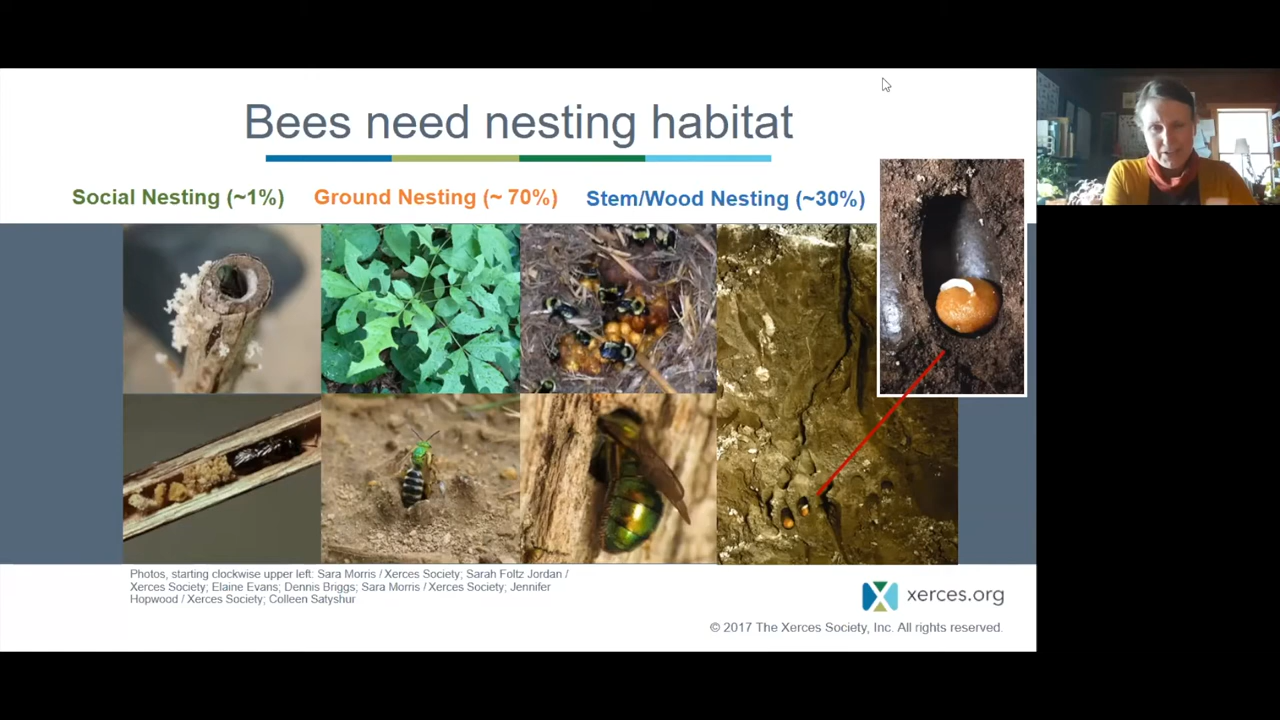 Bees need nesting habitat
Social Nesting (~1%) Ground Nesting (~ 70%) Stem/Wood Nesting (~30%)
Photos, starting clockwise upper left: Sara Morris / Xerces Society; Sarah Foltz Jordan /
Xerces Society; Elaine Evans; Dennis Briggs; Sara Morris / Xerces Society; Jennifer
Hopwood / Xerces Society; Colleen Satyshur
xerces.org
© 2017 The Xerces Society, Inc. All rights reserved.